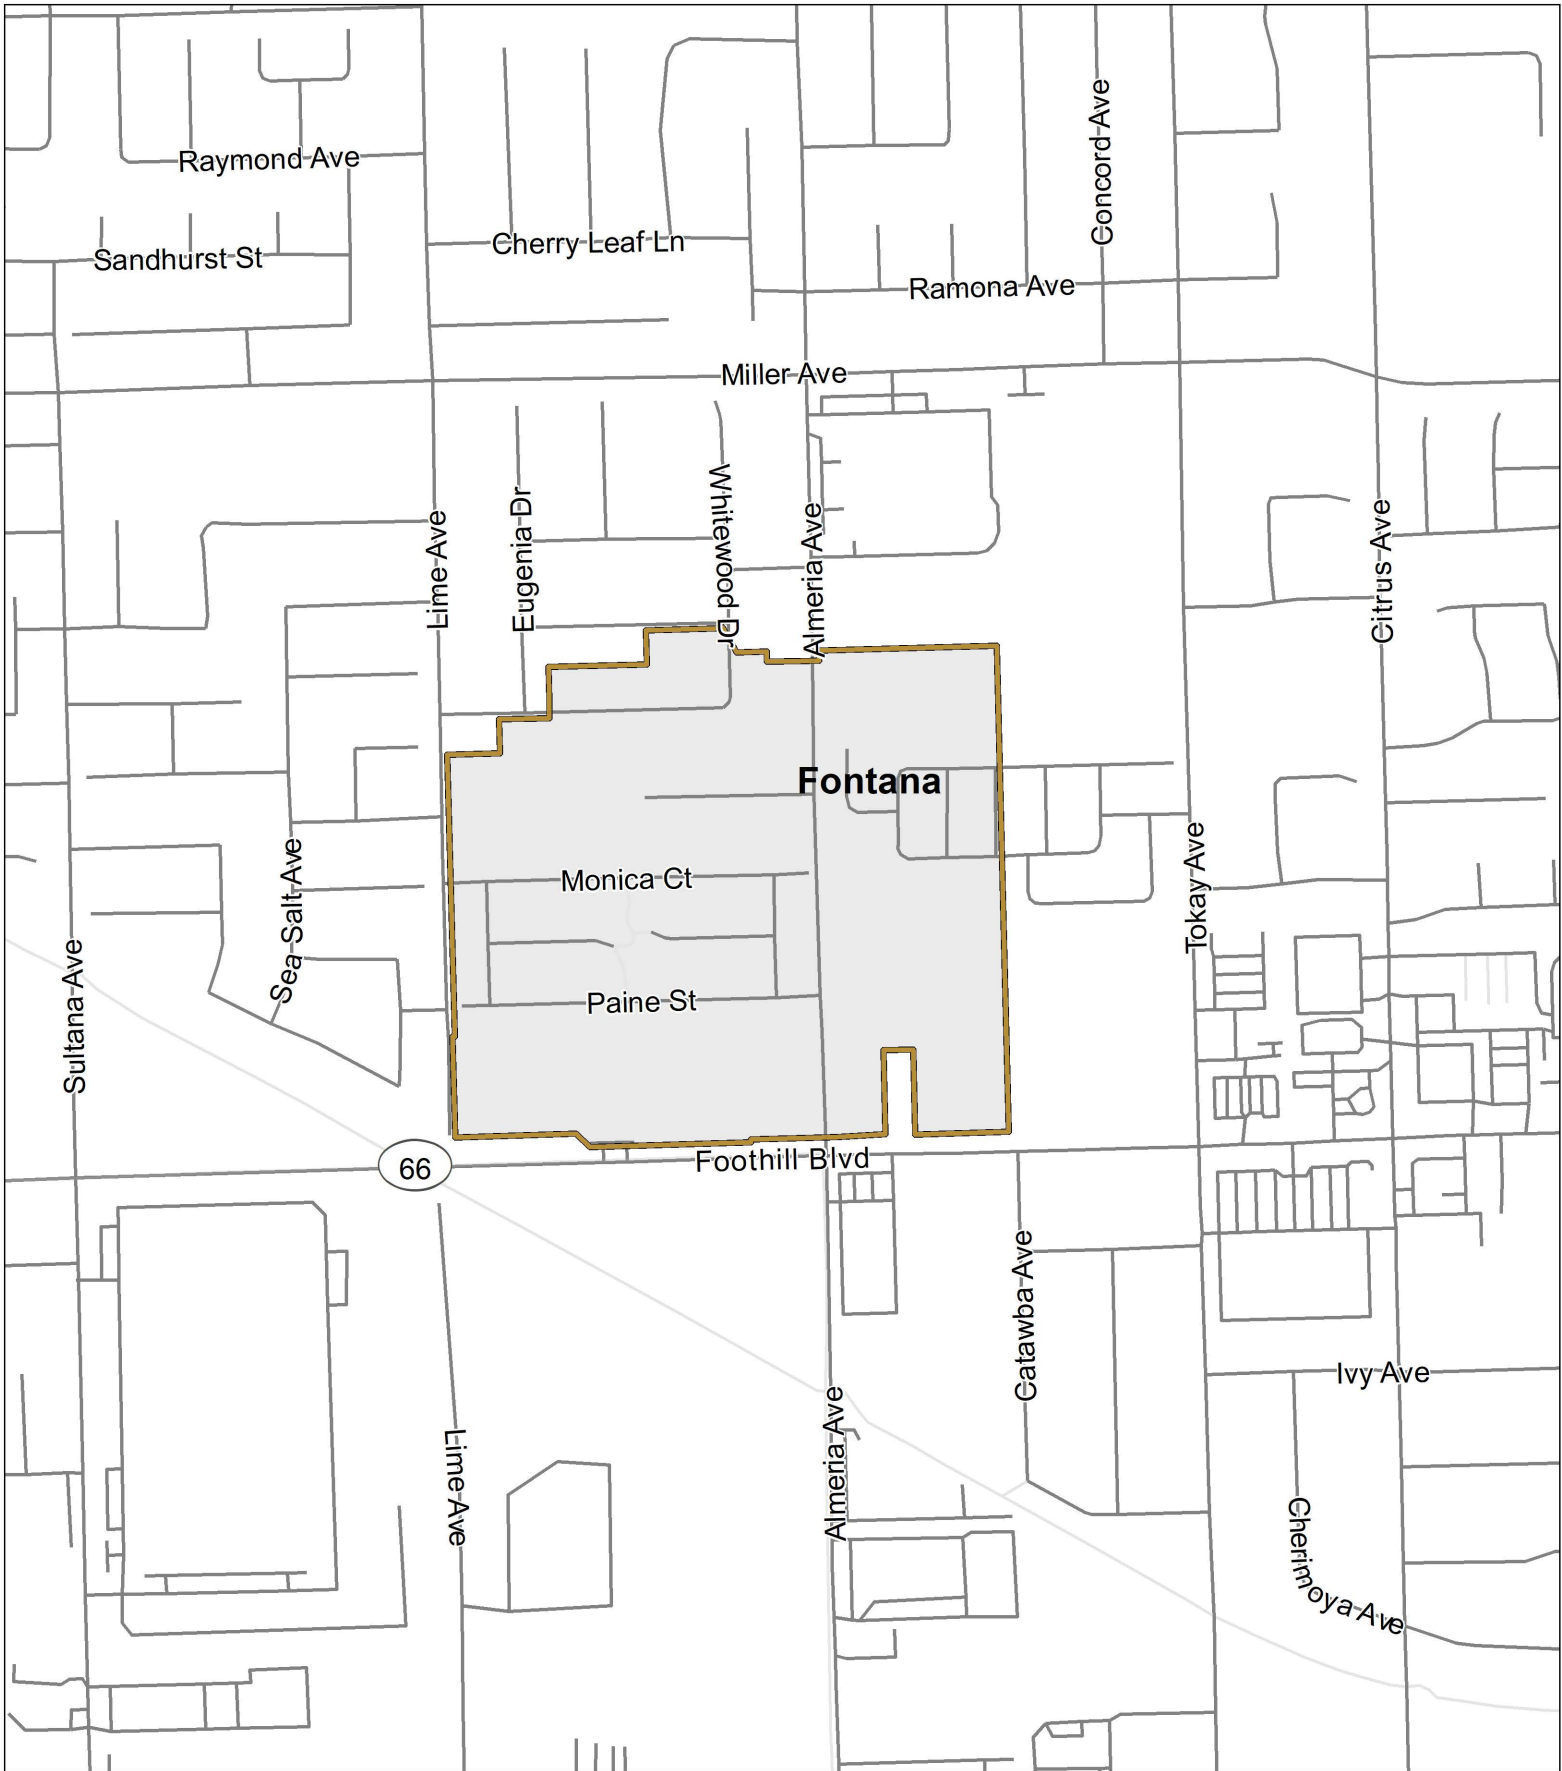 Concord Ave
Raymond Ave
Cherry Leaf Ln
Sandhurst St
Ramona Ave
Miller Ave
Whitewood Dr
Eugenia Dr
Almeria Ave
Lime Ave
Citrus Ave
Fontana
Tokay Ave
Sea Salt Ave
Monica Ct
Sultana Ave
Paine St
Foothill Blvd
66
Catawba Ave
Ivy Ave
Almeria Ave
Lime Ave
Cherimoya Ave